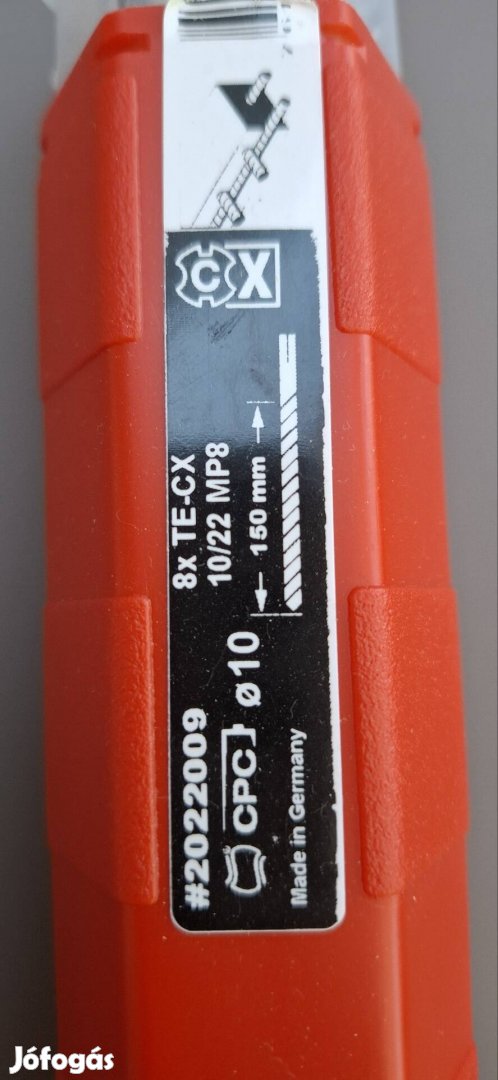 CX
8x TE-CX
10/22 MP8
150 mm
#2022009
CPC ø10
Made in Germany
Jófogás